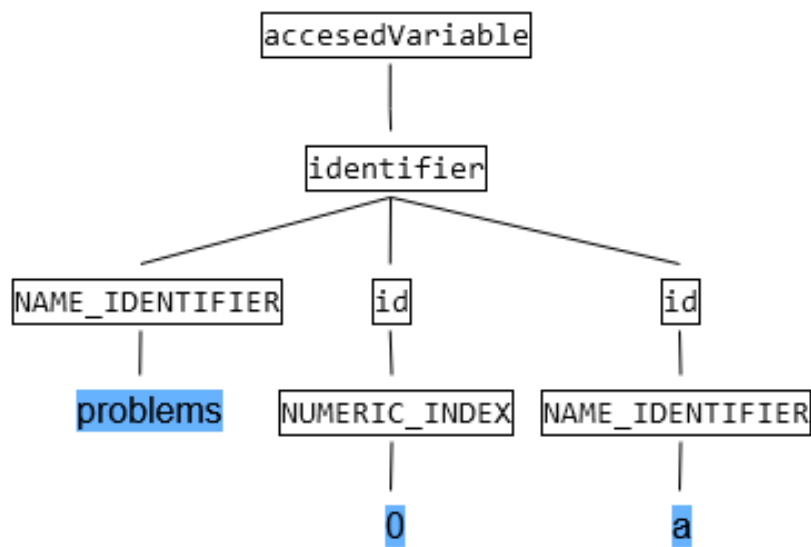 accesedVariable
identifier
NAME_IDENTIFIER id id
problems NUMERIC_INDEX NAME_IDENTIFIER
0 a